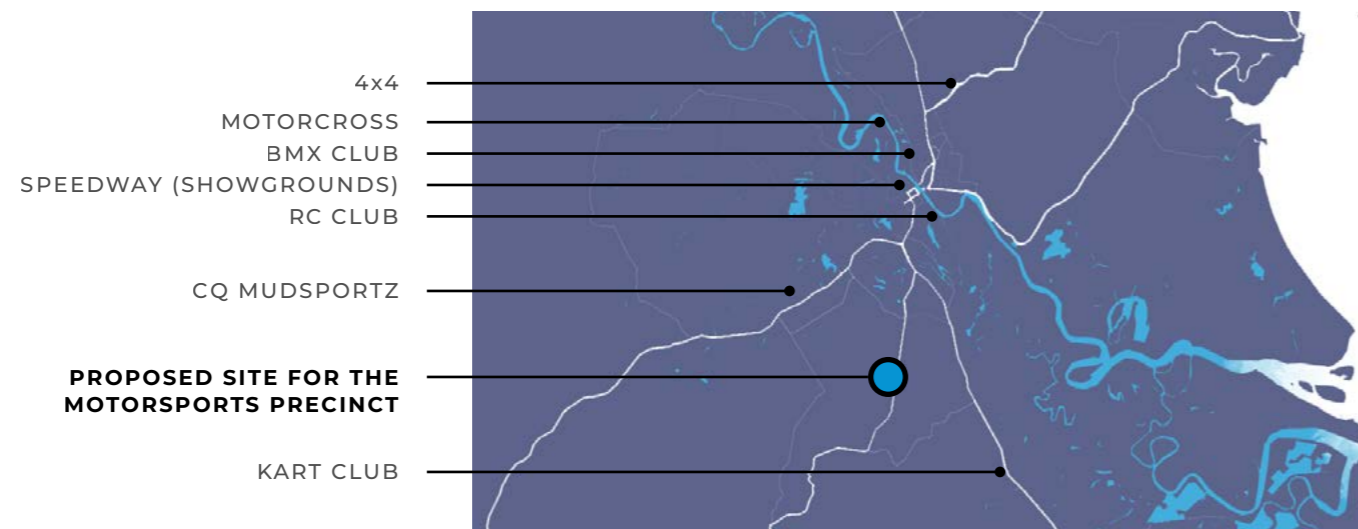 4x4
MOTORCROSS
BMX CLUB
SPEEDWAY (SHOWGROUNDS)
RC CLUB
CQ MUDSPORTZ
PROPOSED SITE FOR THE
MOTORSPORTS PRECINCT
KART CLUB